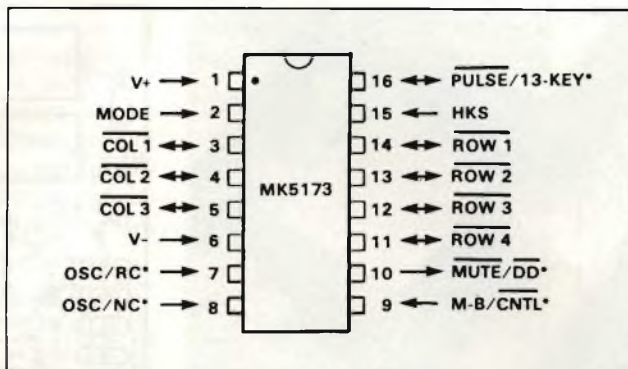 V+ 1 16 PULSE/13-KEY*
MODE 2 15 HKS
COL 1 3 14 ROW 1
COL 2 4 13 ROW 2
COL 3 5 12 ROW 3
V- 6 11 ROW 4
OSC/RC* 7 10 MUTE/DD*
OSC/NC* 8 9 M-B/CNTL*
MK5173